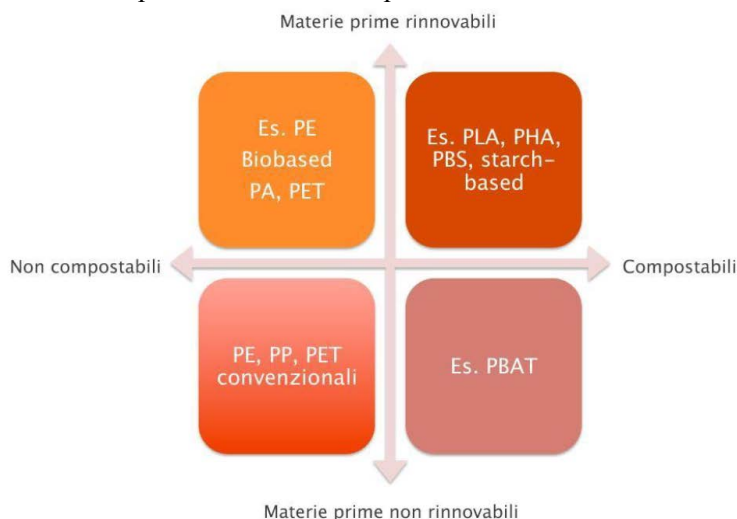 Materie prime rinnovabili
Es. PE
Biobased
PA, PET
Es. PLA, PHA,
PBS, starch-
based
Non compostabili
Compostabili
PE, PP, PET
convenzionali
Es. PBAT
Materie prime non rinnovabili